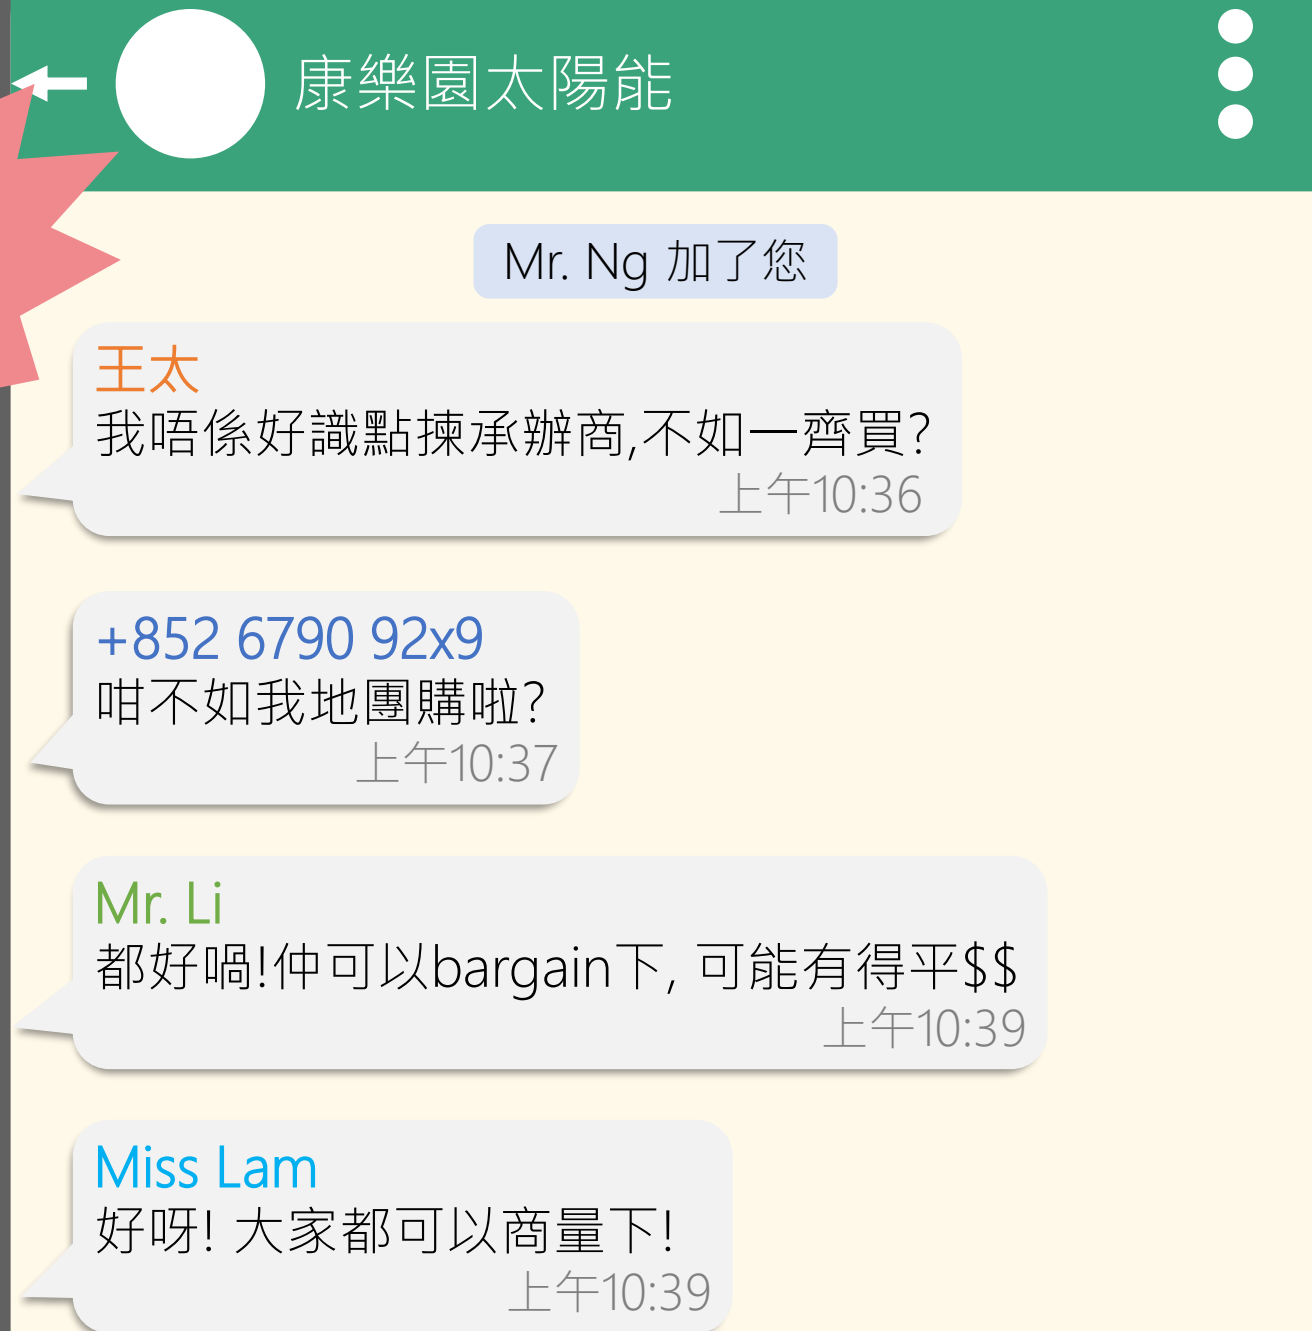 康樂園太陽能
Mr. Ng 加了您
王太
我唔係好識點揀承辦商,不如一齊買?
上午10:36
+852 6790 92x9
咁不如我地團購啦?
上午10:37
Mr. Li
都好喎!仲可以bargain下, 可能有得平$$
上午10:39
Miss Lam
好呀! 大家都可以商量下!
上午10:39